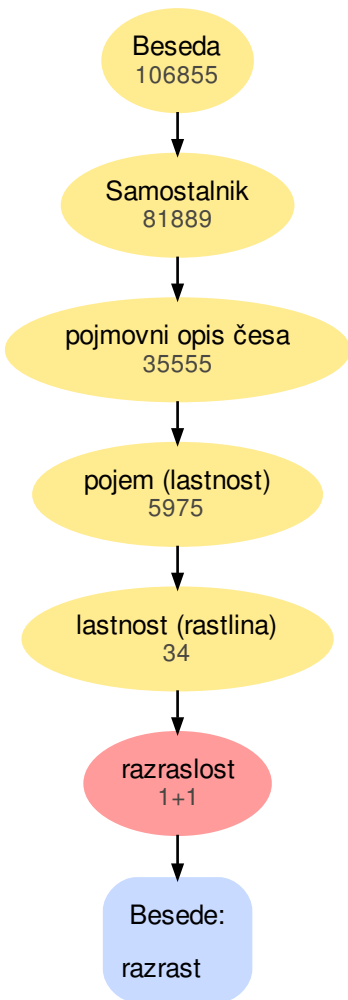 Beseda
106855
Samostalnik
81889
pojmovni opis česa
35555
pojem (lastnost)
5975
lastnost (rastlina)
34
razraslost
1+1
Besede:
razrast